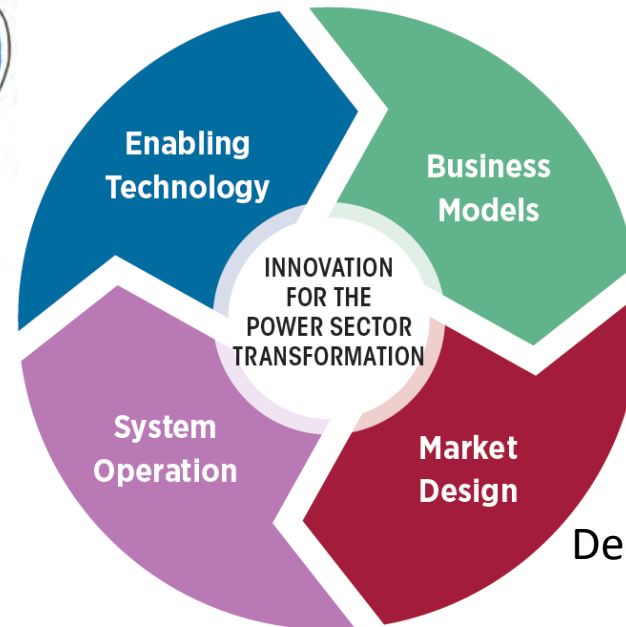 Enabling
Technology
Business
Models
INNOVATION
FOR THE
POWER SECTOR
TRANSFORMATION
System
Operation
Market
Design
De